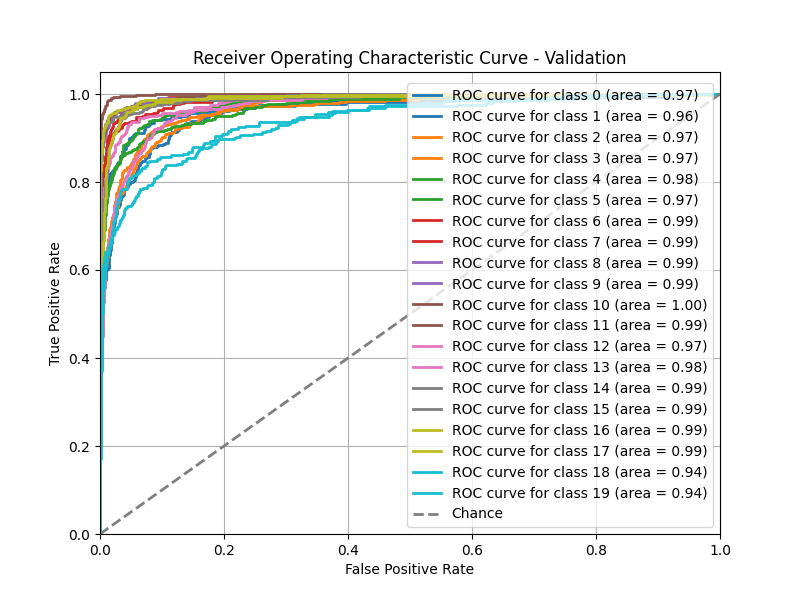 Receiver Operating Characteristic Curve - Validation
True Positive Rate
1.0
0.8
0.6
0.4
0.2
0.0
ROC curve for class 0 (area = 0.97)
ROC curve for class 1 (area = 0.96)
ROC curve for class 2 (area = 0.97)
ROC curve for class 3 (area = 0.97)
ROC curve for class 4 (area = 0.98)
ROC curve for class 5 (area = 0.97)
ROC curve for class 6 (area = 0.99)
ROC curve for class 7 (area = 0.99)
ROC curve for class 8 (area = 0.99)
ROC curve for class 9 (area = 0.99)
ROC curve for class 10 (area = 1.00)
ROC curve for class 11 (area = 0.99)
ROC curve for class 12 (area = 0.97)
ROC curve for class 13 (area = 0.98)
ROC curve for class 14 (area = 0.99)
ROC curve for class 15 (area = 0.99)
ROC curve for class 16 (area = 0.99)
ROC curve for class 17 (area = 0.99)
ROC curve for class 18 (area = 0.94)
ROC curve for class 19 (area = 0.94)
Chance
0.0 0.2 0.4 0.6 0.8 1.0
False Positive Rate